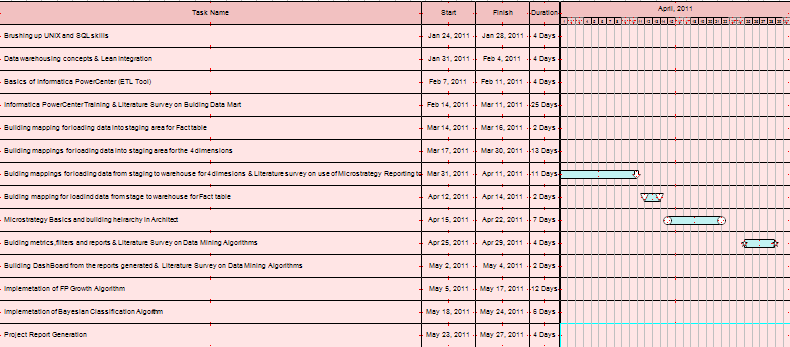 Task Name Start Finish Duration April, 2011
Brushing up UNIX and SQL skills Jan 24, 2011 Jan 28, 2011 4 Days
Data warehousing concepts & Lean Integration Jan 31, 2011 Feb 4, 2011 4 Days
Basics of Informatica PowerCenter (ETL Tool) Feb 7, 2011 Feb 11, 2011 4 Days
Informatica PowerCenter Training & Literature Survey on Building Data Mart Feb 14, 2011 Mar 11, 2011 25 Days
Building mapping for loading data into staging area for Fact table Mar 14, 2011 Mar 16, 2011 2 Days
Building mappings for loading data into staging area for the 4 dimensions Mar 17, 2011 Mar 30, 2011 13 Days
Building mappings for loading data from staging to warehouse for 4 dimesions & Literature survey on use of Microstrategy Reporting to Mar 31, 2011 Apr 11, 2011 11 Days
Building mapping for loadind data from stage to warehouse for Fact table Apr 12, 2011 Apr 14, 2011 2 Days
Microstrategy Basics and building heirarchy in Architect Apr 15, 2011 Apr 22, 2011 7 Days
Building metrics,filters and reports & Literature Survey on Data Mining Algorithms Apr 25, 2011 Apr 29, 2011 4 Days
Building DashBoard from the reports generated & Literature Survey on Data Mining Algorithms May 2, 2011 May 4, 2011 2 Days
Implemetation of FP Growth Algorithm May 5, 2011 May 17, 2011 12 Days
Implemetation of Bayesian Classification Algorithm May 18, 2011 May 24, 2011 6 Days
Project Report Generation May 23, 2011 May 27, 2011 4 Days